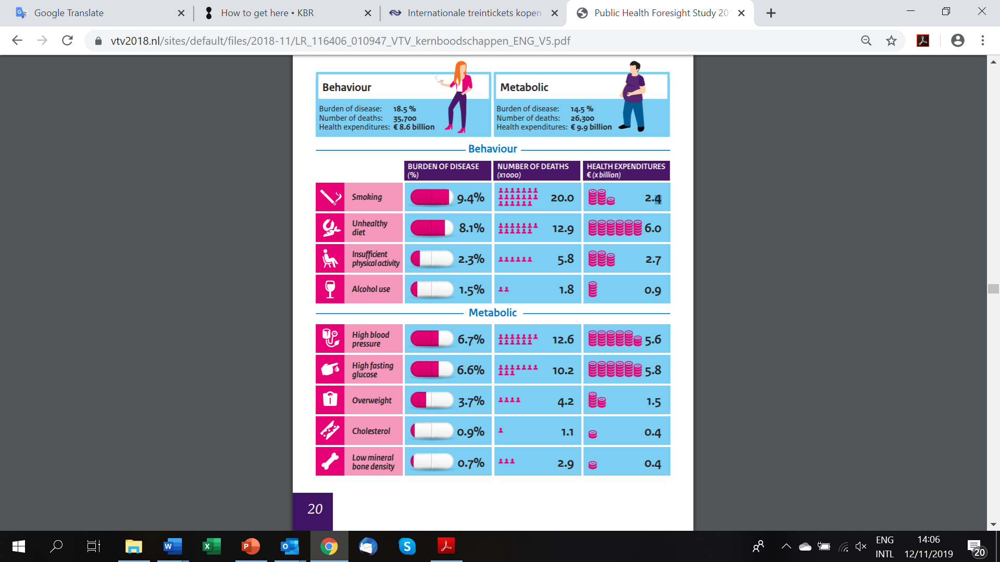 Google Translate
How to get here • KBR
Internationale treintickets kopen
Public Health Foresight Study 20
vtv2018.nl/sites/default/files/2018-11/LR_116406_010947_VTV_kernboodschappen_ENG_V5.pdf
Behaviour
Burden of disease: 18.5 %
Number of deaths: 35,700
Health expenditures: € 8.6 billion
Metabolic
Burden of disease: 14.5 %
Number of deaths: 26,300
Health expenditures: € 9.9 billion
Behaviour
BURDEN OF DISEASE
(%)
NUMBER OF DEATHS
(x1000)
HEALTH EXPENDITURES
€ (x billion)
Smoking 9.4% 20.0 2.4
Unhealthy
diet 8.1% 12.9 6.0
Insufficient
physical activity 2.3% 5.8 2.7
Alcohol use 1.5% 1.8 0.9
Metabolic
High blood
pressure 6.7% 12.6 5.6
High fasting
glucose 6.6% 10.2 5.8
Overweight 3.7% 4.2 1.5
Cholesterol 0.9% 1.1 0.4
Low mineral
bone density 0.7% 2.9 0.4
20
ENG
INTL
14:06
12/11/2019
20